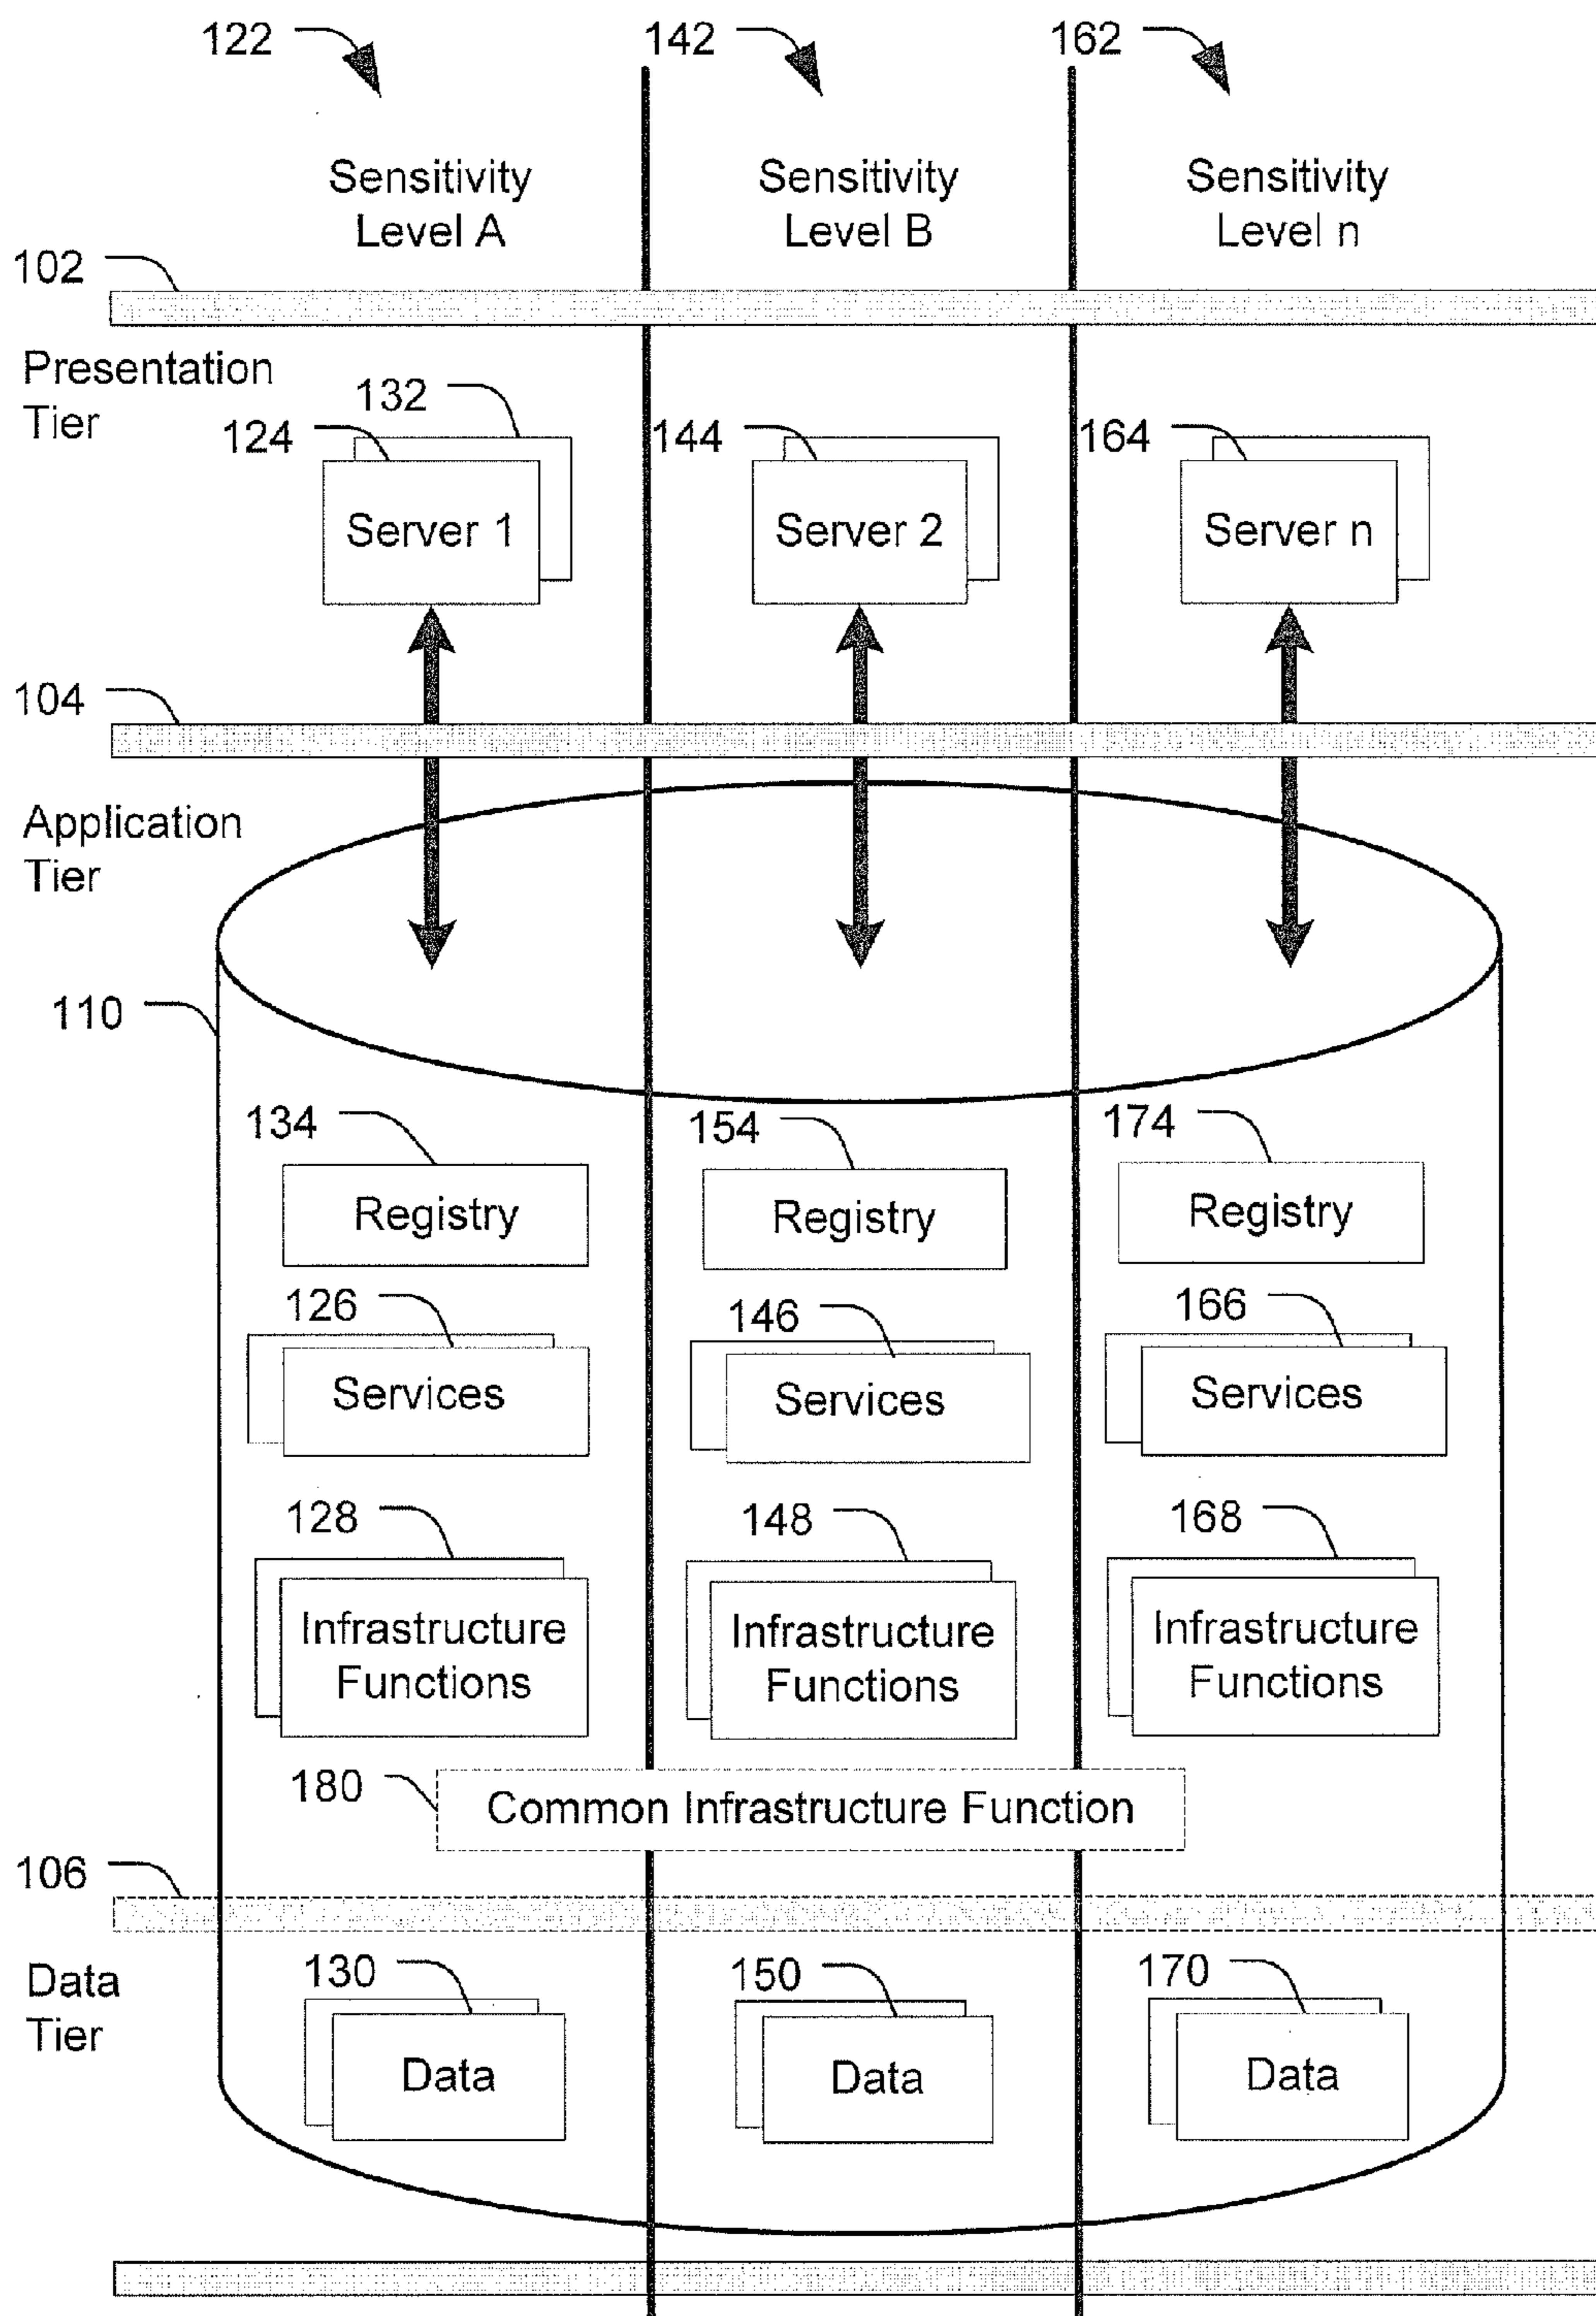 122
142
162
Sensitivity
Level A
Sensitivity
Level B
Sensitivity
Level n
102
Presentation
Tier
132
124
144
164
Server 1
Server 2
Server n
104
Application
Tier
110
134
154
174
Registry
Registry
Registry
126
146
166
Services
Services
Services
128
148
168
Infrastructure
Functions
Infrastructure
Functions
Infrastructure
Functions
180
Common Infrastructure Function
106
Data
Tier
130
150
170
Data
Data
Data